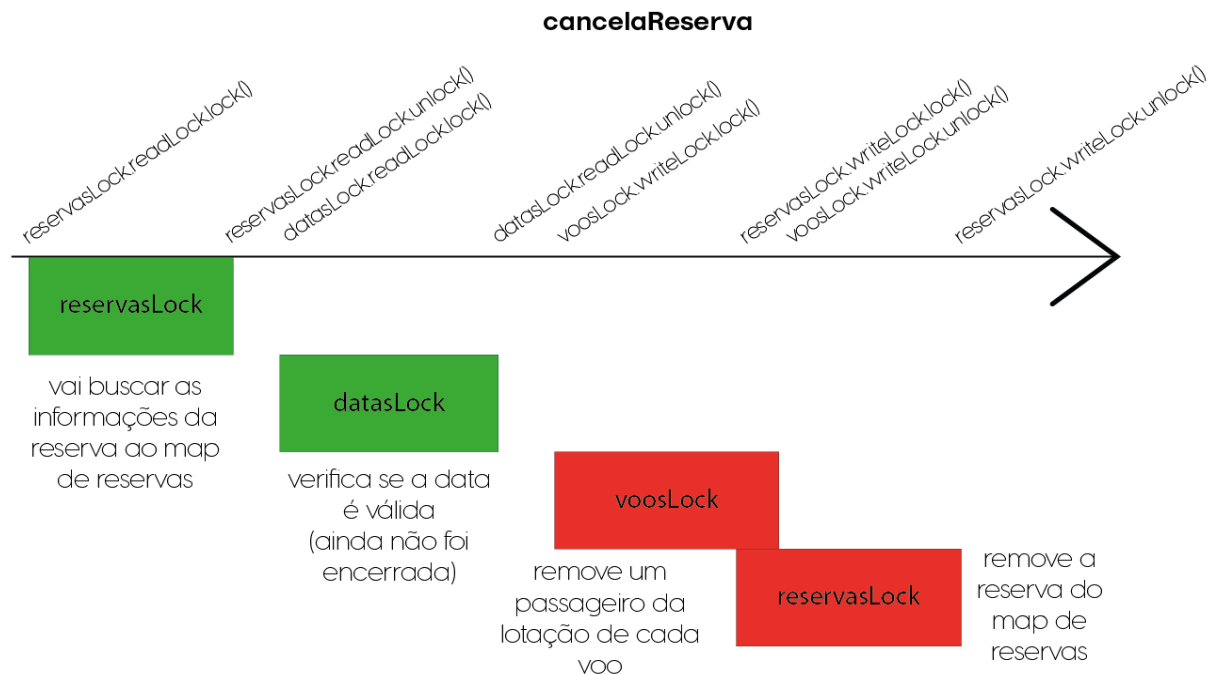 cancelaReserva
reservasLock.readLock.lock()
reservasLock.readLock.unlock()
datasLock.readLock.lock()
datasLock.readLock.unlock()
voosLock.writeLock.lock()
reservasLock.writeLock.lock()
voosLock.writeLock.unlock()
reservasLock.writeLock.unlock()
reservasLock
vai buscar as
informações da
reserva ao map
de reservas
datasLock
verifica se a data
é válida
(ainda não foi
encerrada)
voosLock
remove um
passageiro da
lotação de cada
voo
reservasLock
remove a
reserva do
map de
reservas